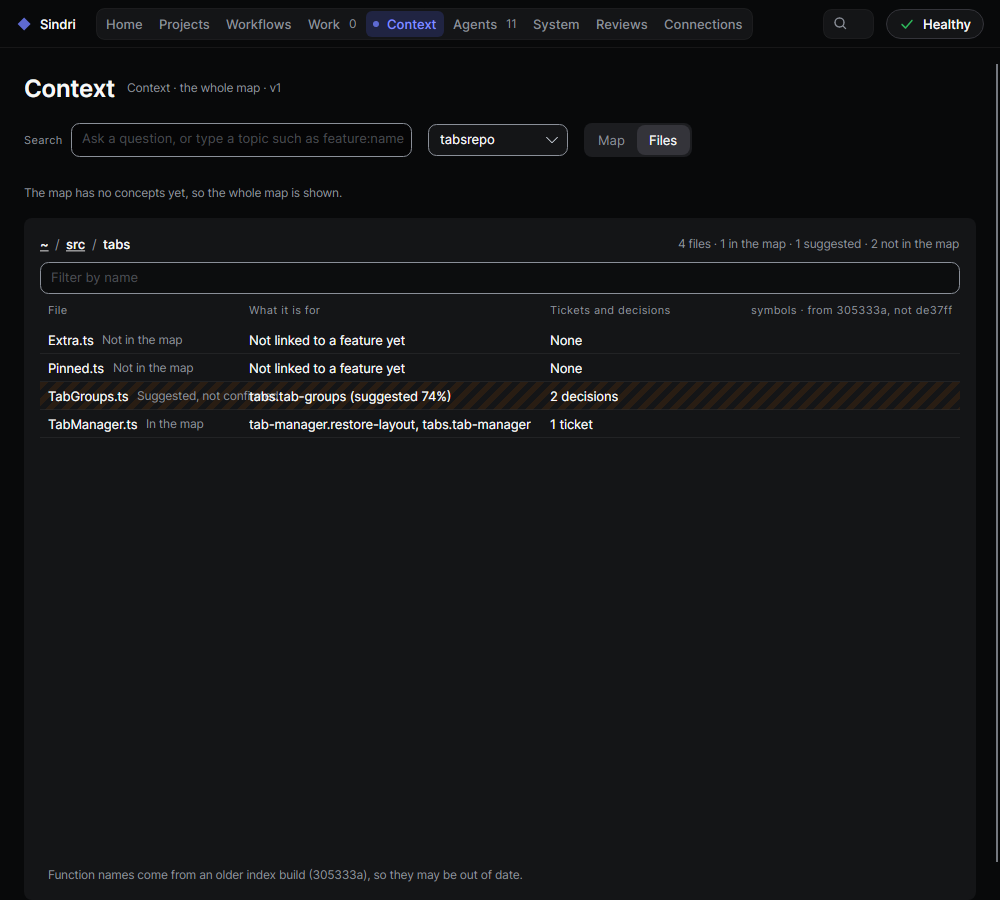 Sindri Home Projects Workflows Work 0 Context Agents 11 System Reviews Connections Healthy
Context Context · the whole map · v1
Search Ask a question, or type a topic such as feature:name tabsrepo Map Files
The map has no concepts yet, so the whole map is shown.
~ / src / tabs 4 files · 1 in the map · 1 suggested · 2 not in the map
Filter by name
File What it is for Tickets and decisions symbols · from 305333a, not de37ff
Extra.ts Not in the map Not linked to a feature yet None
Pinned.ts Not in the map Not linked to a feature yet None
TabGroups.ts Suggested, not tabs.tab-groups (suggested 74%) 2 decisions
TabManager.ts In the map tab-manager.restore-layout, tabs.tab-manager 1 ticket
Function names come from an older index build (305333a), so they may be out of date.